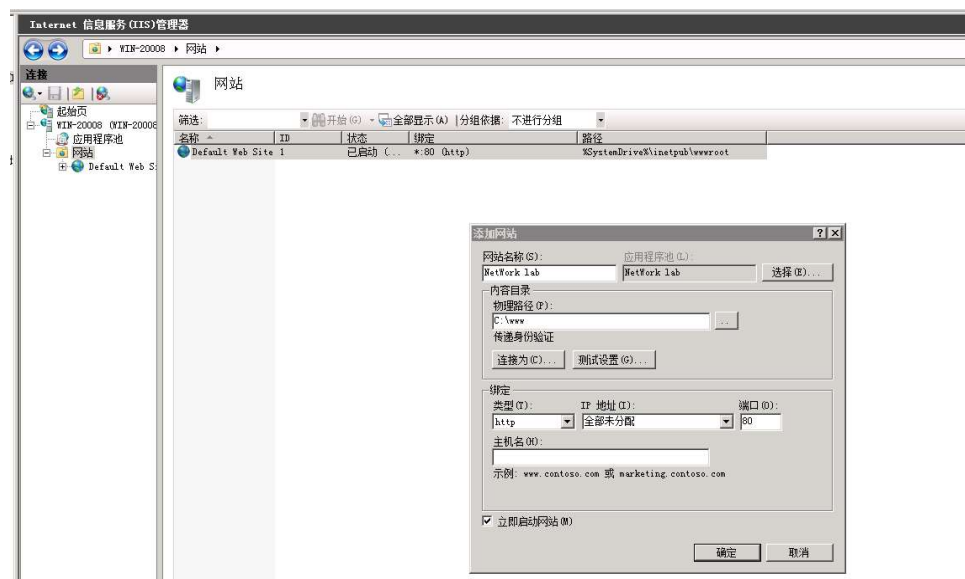 Internet 信息服务(IIS)管理器
WIN-20008 网站
连接
起始页
WIN-20008 (WIN-20008
应用程序池
网站
Default Web S
网站
筛选: 开始(G) 全部显示(A) 分组依据: 不进行分组
名称 ID 状态 绑定 路径
Default Web Site 1 已启动 (... *:80 (http) %SystemDrive%\inetpub\wwwroot
添加网站
网站名称(S): 应用程序池(L):
NetWork lab NetWork lab 选择(E)...
内容目录
物理路径(P):
C:\www ..
传递身份验证
连接为(C)... 测试设置(G)...
绑定
类型(T): IP 地址(I): 端口(O):
http 全部未分配 80
主机名(H):
示例: www.contoso.com 或 marketing.contoso.com
立即启动网站(M)
确定 取消